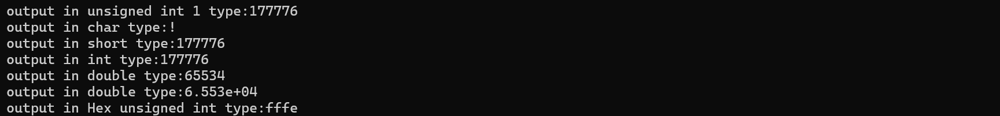 output in unsigned int 1 type:177776
output in char type:!
output in short type:177776
output in int type:177776
output in double type:65534
output in double type:6.553e+04
output in Hex unsigned int type:fffe